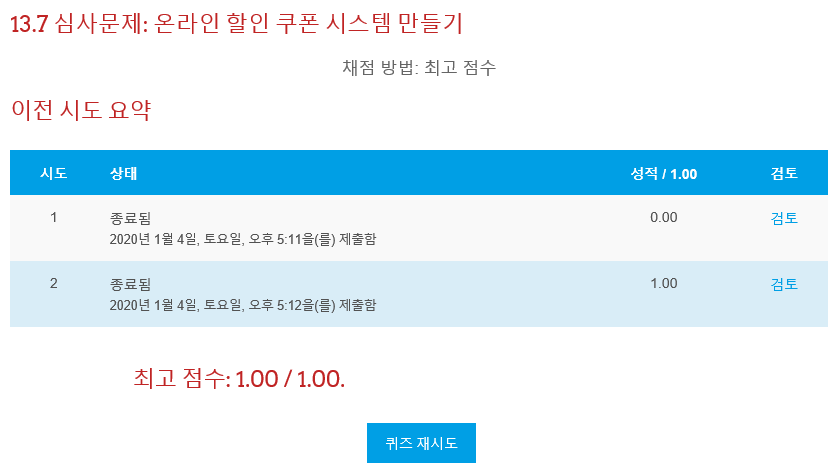 13.7 심사문제: 온라인 할인 쿠폰 시스템 만들기
채점 방법: 최고 점수
이전 시도 요약
시도 상태 성적 / 1.00 검토
1 종료됨 0.00 검토
2020년 1월 4일, 토요일, 오후 5:11을(를) 제출함
2 종료됨 1.00 검토
2020년 1월 4일, 토요일, 오후 5:12을(를) 제출함
최고 점수: 1.00 / 1.00.
퀴즈 재시도